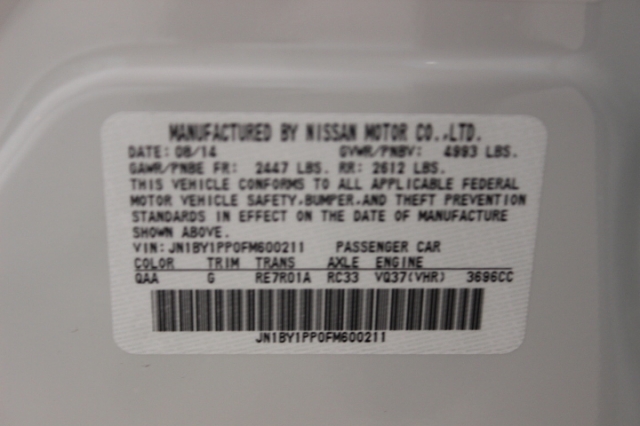 MANUFACTURED BY NISSAN MOTOR CO.,LTD.
DATE: 08/14 GVWR/PNBV: 4993 LBS.
GAWR/PNBE FR: 2447 LBS. RR: 2612 LBS.
THIS VEHICLE CONFORMS TO ALL APPLICABLE FEDERAL
MOTOR VEHICLE SAFETY,BUMPER,AND THEFT PREVENTION
STANDARDS IN EFFECT ON THE DATE OF MANUFACTURE
SHOWN ABOVE.
VIN: JN1BY1PP0FM600211 PASSENGER CAR
COLOR TRIM TRANS AXLE ENGINE
QAA G RE7R01A RC33 VQ37(VHR) 3696CC
JN1BY1PP0FM600211